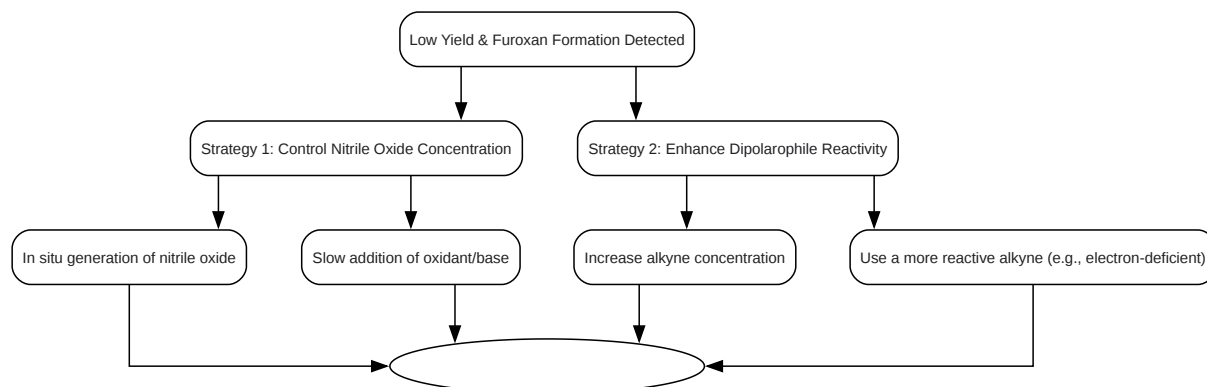 Low Yield & Furoxan Formation Detected
Strategy 1: Control Nitrile Oxide Concentration
Strategy 2: Enhance Dipolarophile Reactivity
In situ generation of nitrile oxide
Slow addition of oxidant/base
Increase alkyne concentration
Use a more reactive alkyne (e.g., electron-deficient)